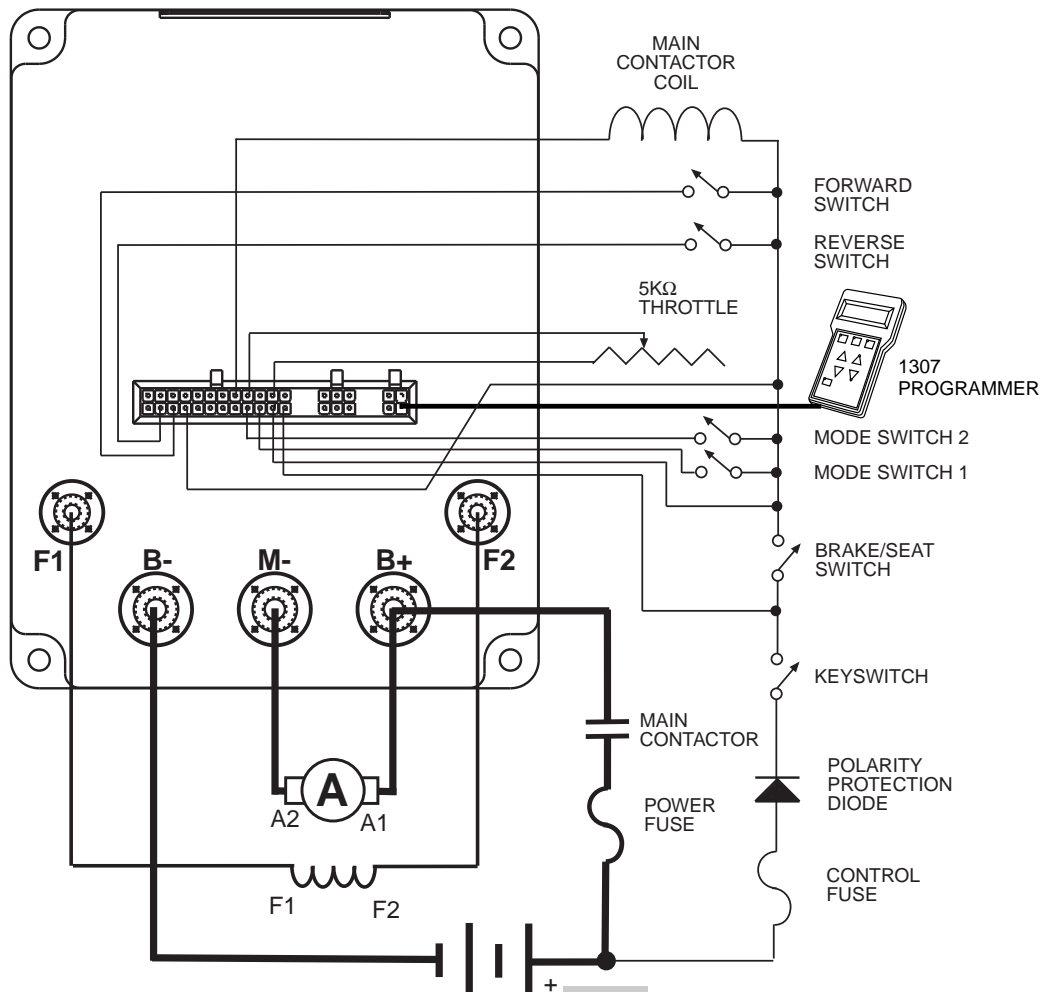 MAIN
CONTACTOR
COIL
FORWARD
SWITCH
REVERSE
SWITCH
5KΩ
THROTTLE
1307
PROGRAMMER
MODE SWITCH 2
MODE SWITCH 1
F1
B-
M-
B+
F2
BRAKE/SEAT
SWITCH
KEYSWITCH
MAIN
CONTACTOR
POLARITY
PROTECTION
DIODE
A
A2
A1
POWER
FUSE
CONTROL
FUSE
F1
F2
+